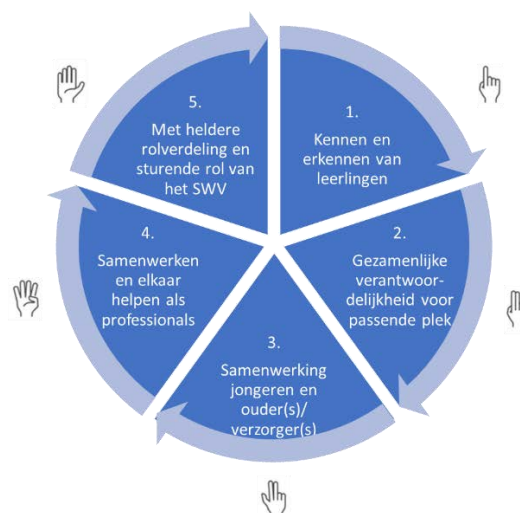 1.
Kennen en
erkennen van
leerlingen
2.
Gezamenlijke
verantwoor-
delijkheid voor
passende plek
3.
Samenwerking
jongeren en
ouder(s)/
verzorger(s)
4.
Samenwerken
en elkaar
helpen als
professionals
5.
Met heldere
rolverdeling en
sturende rol van
het SWV